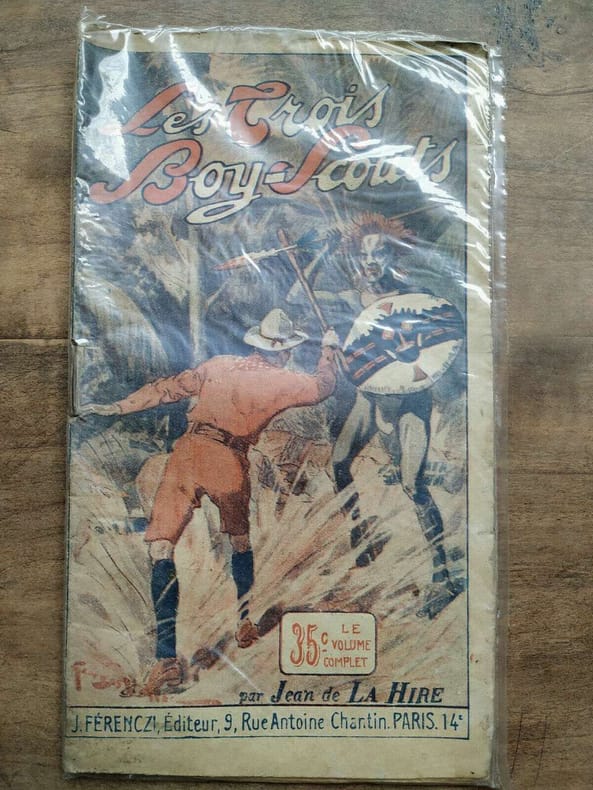 Les Trois
Boy-Scouts
35c
LE
VOLUME
COMPLET
par Jean de LA HIRE
J. FÉRENCZI, Éditeur, 9, Rue Antoine Chantin. PARIS. 14e